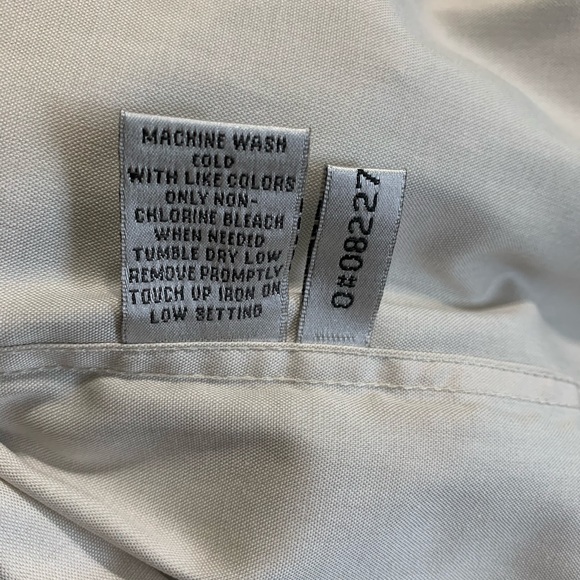 MACHINE WASH
COLD
WITH LIKE COLORS
ONLY NON-
CHLORINE BLEACH
WHEN NEEDED
TUMBLE DRY LOW
REMOVE PROMPTLY
TOUCH UP IRON ON
LOW SETTING
O#08227